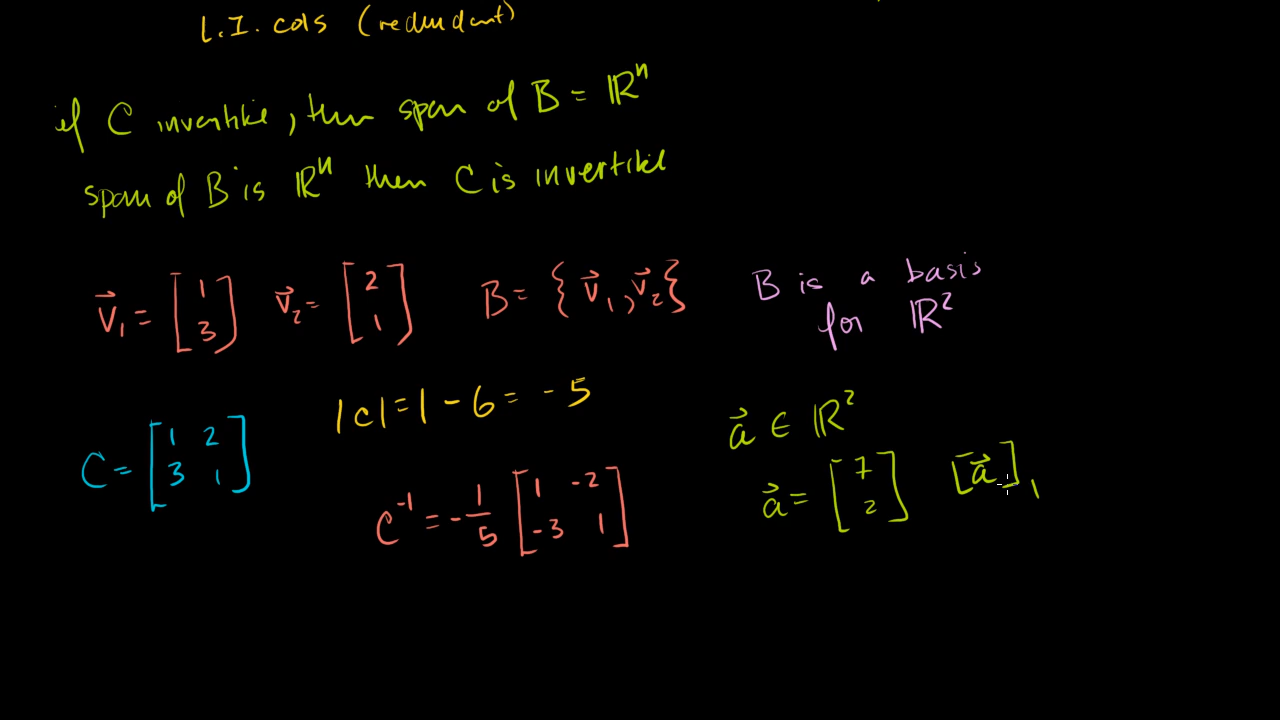 L.I. cols (redundant)
if C invertible, then span of B = ℝⁿ
span of B is ℝⁿ then C is invertible
v⃗₁ = [1 3] v⃗₂ = [2 1] B = {v⃗₁, v⃗₂} B is a basis
for ℝ²
|C| = 1 - 6 = -5
a⃗ ∈ ℝ²
C = [1 2; 3 1]
C⁻¹ = -1/5 [1 -2; -3 1] a⃗ = [7 2] [a⃗]₁